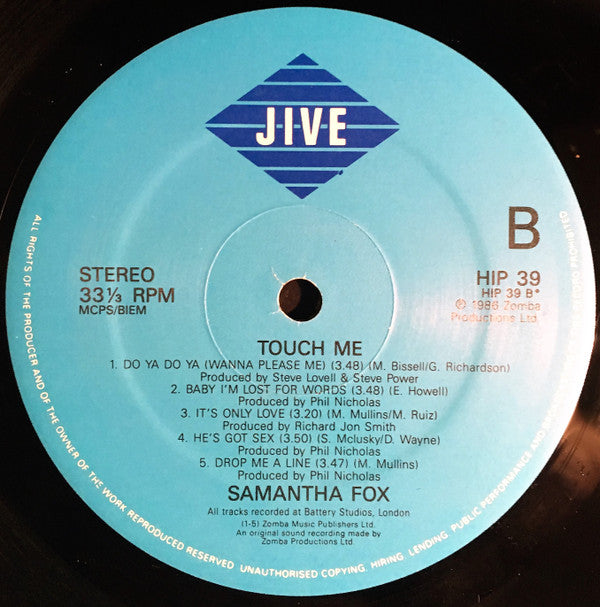 JIVE
B
STEREO
33⅓ RPM
MCPS/BIEM
HIP 39
HIP 39 B+
℗ 1986 Zomba
Productions Ltd.
TOUCH ME
1. DO YA DO YA (WANNA PLEASE ME) (3.48) (M. Bissell/G. Richardson)
Produced by Steve Lovell & Steve Power
2. BABY I'M LOST FOR WORDS (3.48) (E. Howell)
Produced by Phil Nicholas
3. IT'S ONLY LOVE (3.20) (M. Mullins/M. Ruiz)
Produced by Richard Jon Smith
4. HE'S GOT SEX (3.50) (S. Mclusky/D. Wayne)
Produced by Phil Nicholas
5. DROP ME A LINE (3.47) (M. Mullins)
Produced by Phil Nicholas
SAMANTHA FOX
All tracks recorded at Battery Studios, London
(1-5) Zomba Music Publishers Ltd.
An original sound recording made by
Zomba Productions Ltd.
ALL RIGHTS OF THE PRODUCER AND OF THE OWNER OF THE WORK REPRODUCED RESERVED. UNAUTHORISED COPYING, HIRING, LENDING, PUBLIC PERFORMANCE AND PROHIBITED